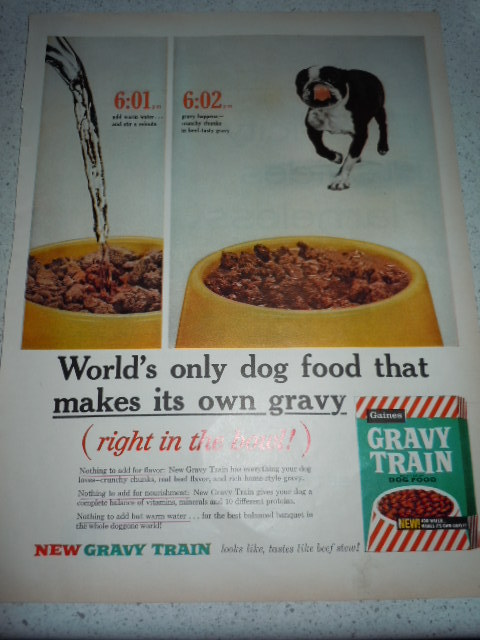 6:01 p.m.
add warm water...
and stir a minute
6:02 p.m.
gravy happens—
crunchy chunks
in beef-tasty gravy
World's only dog food that
makes its own gravy
(right in the bowl!)
Nothing to add for flavor: New Gravy Train has everything your dog
loves—crunchy chunks, real beef flavor, and rich home-style gravy.
Nothing to add for nourishment: New Gravy Train gives your dog a
complete balance of vitamins, minerals and 10 different proteins.
Nothing to add but warm water... for the best balanced banquet in
the whole doggone world!
Gaines
GRAVY
TRAIN
DOG FOOD
NEW!
MAKES ITS OWN GRAVY
NEW GRAVY TRAIN looks like, tastes like beef stew!